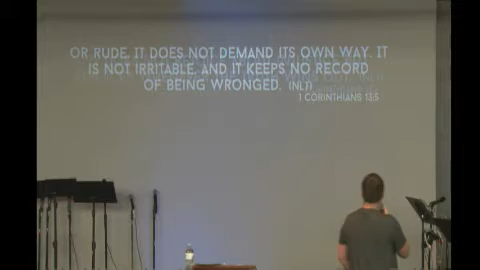 OR RUDE. IT DOES NOT DEMAND ITS OWN WAY. IT
IS NOT IRRITABLE, AND IT KEEPS NO RECORD
OF BEING WRONGED. (NLT)
1 CORINTHIANS 13:5